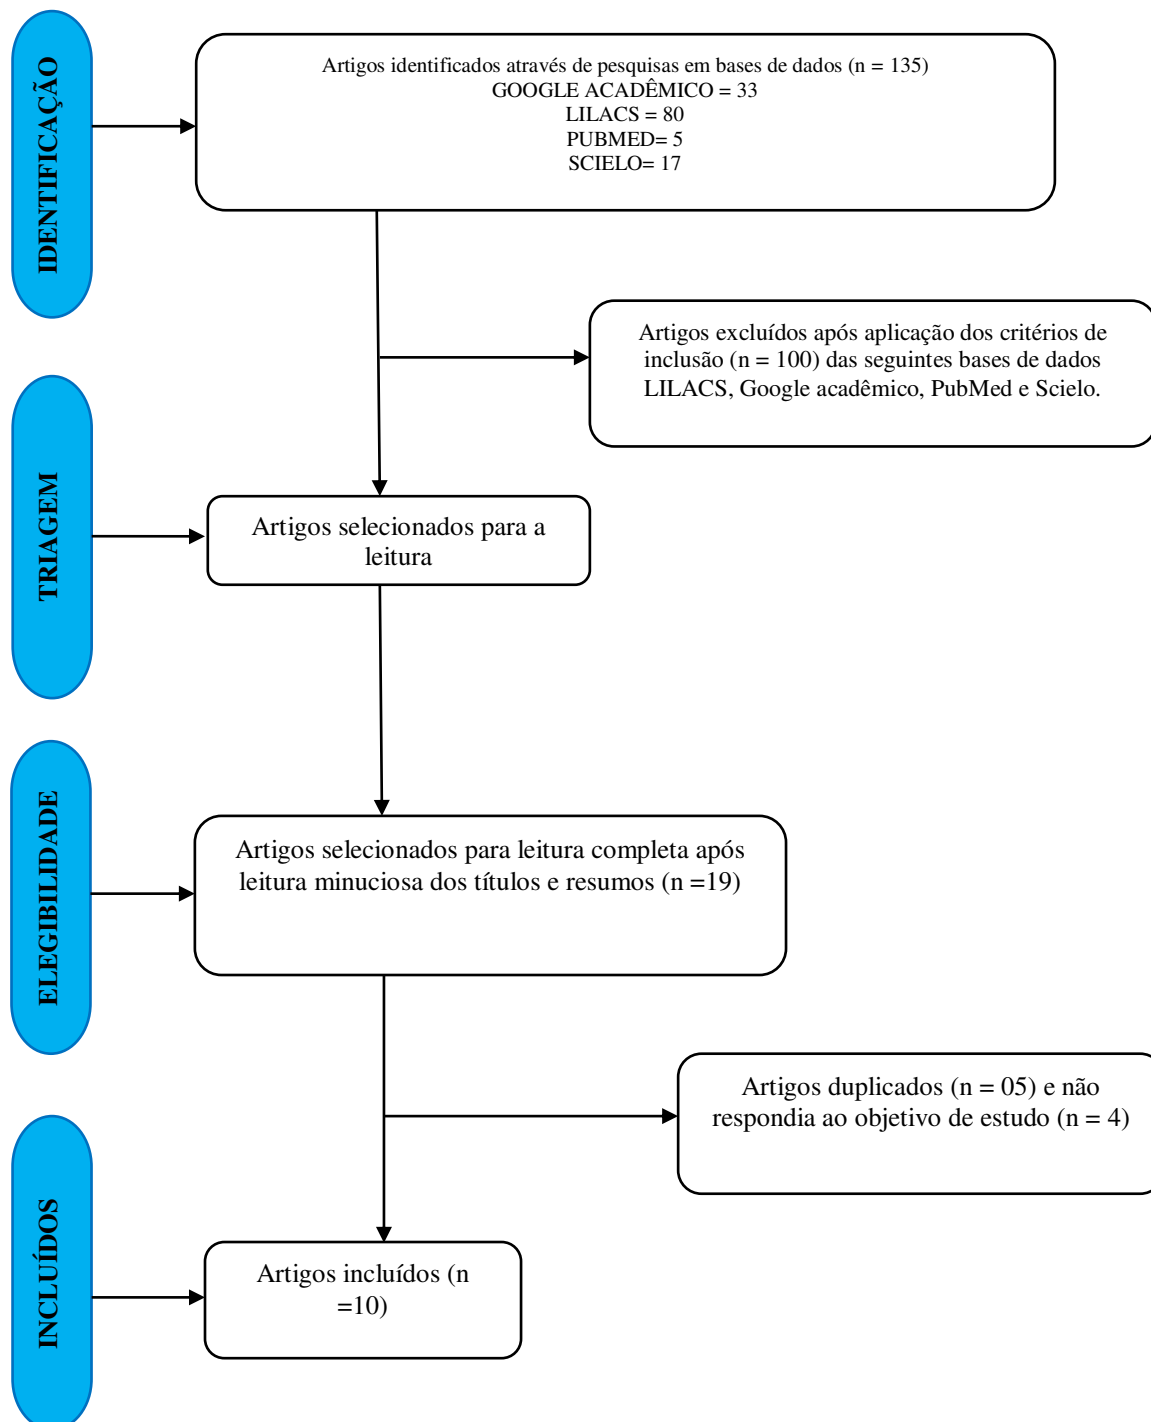 IDENTIFICAÇÃO
Artigos identificados através de pesquisas em bases de dados (n = 135)
GOOGLE ACADÊMICO = 33
LILACS = 80
PUBMED= 5
SCIELO= 17
Artigos excluídos após aplicação dos critérios de
inclusão (n = 100) das seguintes bases de dados
LILACS, Google acadêmico, PubMed e Scielo.
TRIAGEM
Artigos selecionados para a
leitura
ELEGIBILIDADE
Artigos selecionados para leitura completa após
leitura minuciosa dos títulos e resumos (n =19)
Artigos duplicados (n = 05) e não
respondia ao objetivo de estudo (n = 4)
INCLUÍDOS
Artigos incluídos (n
=10)